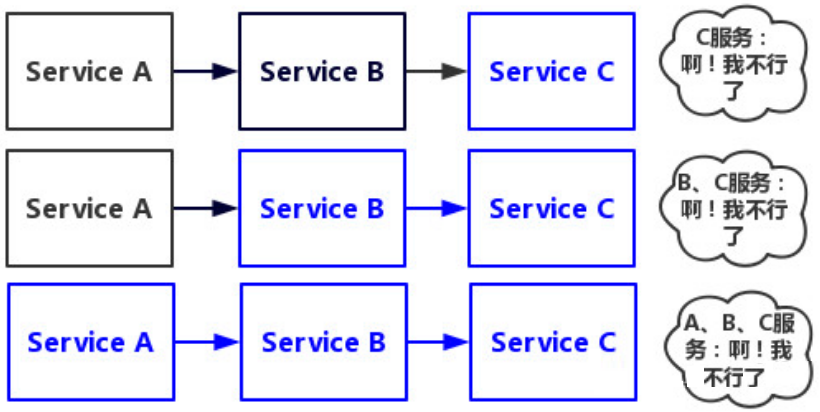 Service A
Service B
Service C
C服务：
啊！我不行
了
Service A
Service B
Service C
B、C服务：
啊！我不行
了
Service A
Service B
Service C
A、B、C服
务：啊！我
不行了